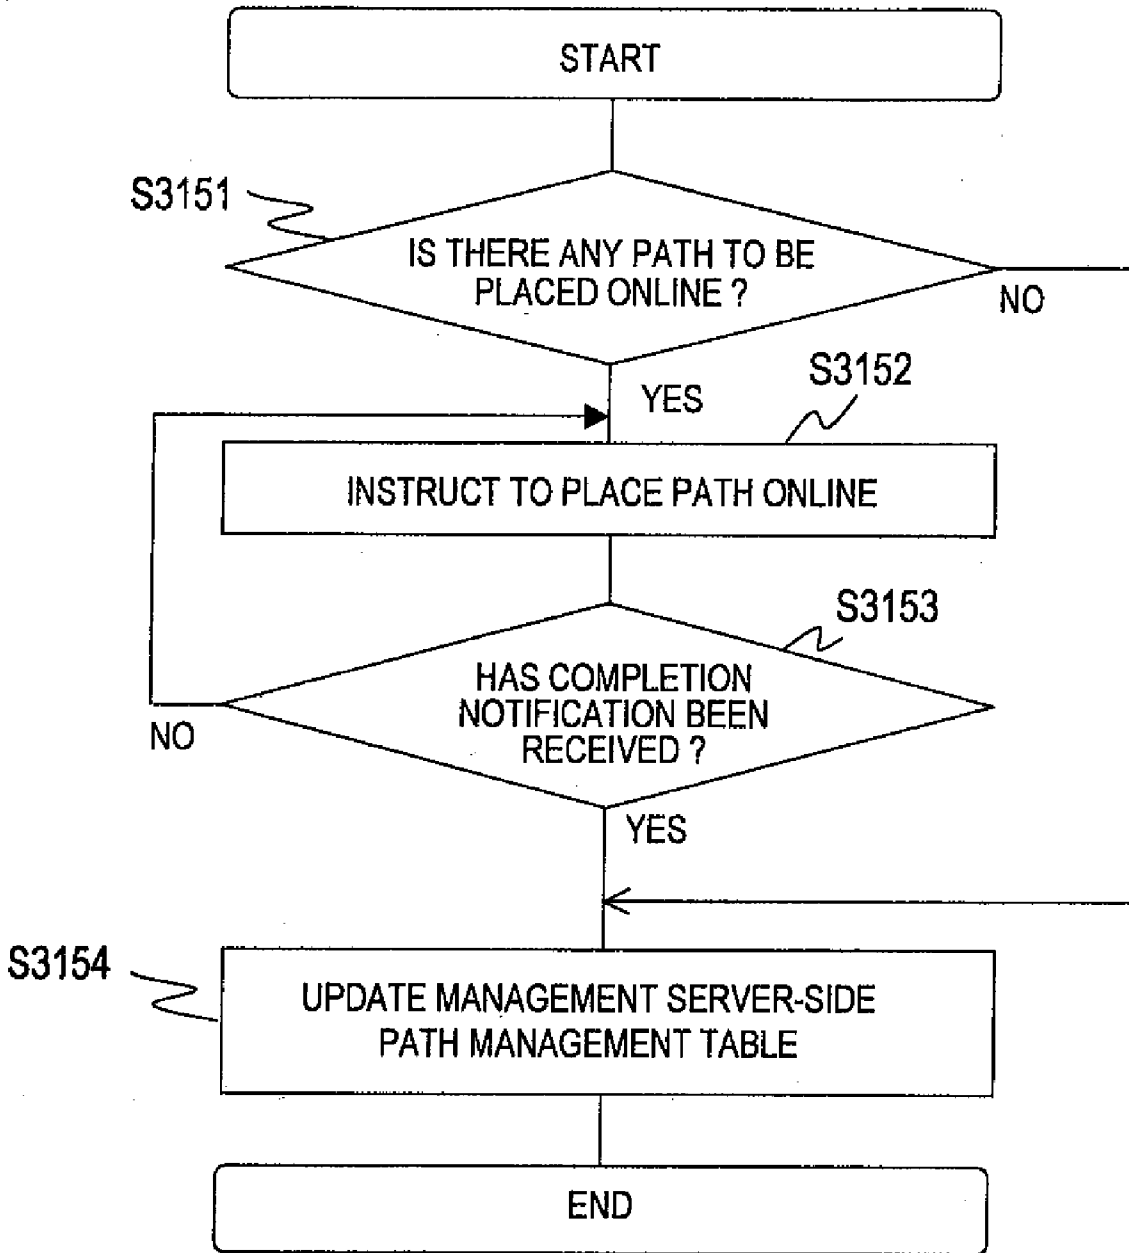 START
S3151
IS THERE ANY PATH TO BE
PLACED ONLINE ?
NO
YES
S3152
INSTRUCT TO PLACE PATH ONLINE
S3153
HAS COMPLETION
NOTIFICATION BEEN
RECEIVED ?
NO
YES
S3154
UPDATE MANAGEMENT SERVER-SIDE
PATH MANAGEMENT TABLE
END